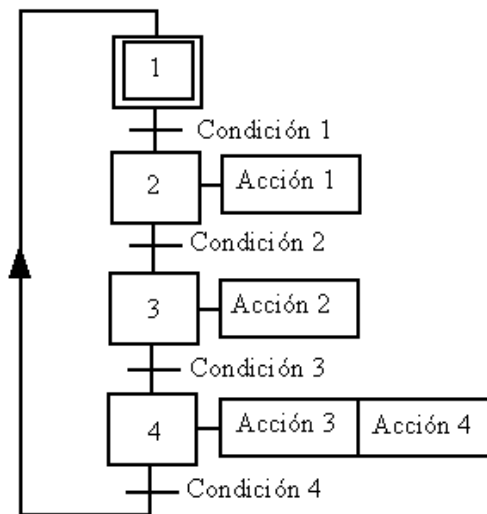 1
Condición 1
2 Acción 1
Condición 2
3 Acción 2
Condición 3
4 Acción 3 Acción 4
Condición 4